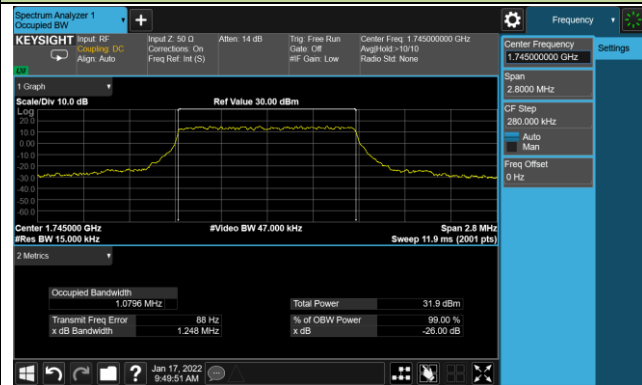 Spectrum Analyzer 1
Occupied BW
+
Frequency
KEYSIGHT
Input: RF
Coupling: DC
Align: Auto
Input Z: 50 Ω
Corrections: On
Freq Ref: Int (S)
Atten: 14 dB
Trig: Free Run
Gate: Off
#IF Gain: Low
Center Freq: 1.745000000 GHz
Avg|Hold:>10/10
Radio Std: None
Center Frequency
1.745000000 GHz
Settings
Span
2.8000 MHz
CF Step
280.000 kHz
Auto
Man
Freq Offset
0 Hz
1 Graph
Scale/Div 10.0 dB
Ref Value 30.00 dBm
Log
20.0
10.0
0.00
-10.0
-20.0
-30.0
-40.0
-50.0
-60.0
Center 1.745000 GHz
#Video BW 47.000 kHz
Span 2.8 MHz
#Res BW 15.000 kHz
Sweep 11.9 ms (2001 pts)
2 Metrics
Occupied Bandwidth
1.0796 MHz
Total Power 31.9 dBm
Transmit Freq Error 88 Hz
% of OBW Power 99.00 %
x dB Bandwidth 1.248 MHz
x dB -26.00 dB
?
Jan 17, 2022
9:49:51 AM